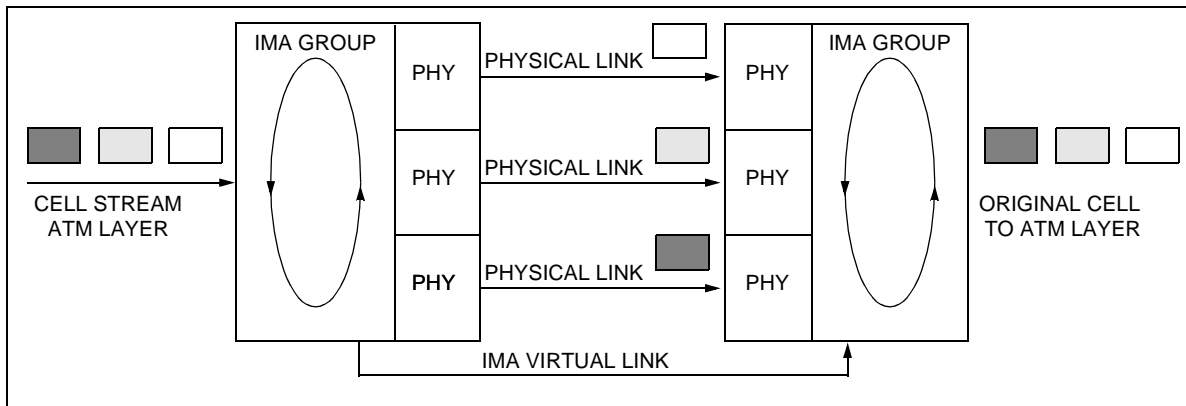 IMA GROUP
PHY
PHYSICAL LINK
PHY
IMA GROUP
PHY
PHYSICAL LINK
PHY
CELL STREAM
ATM LAYER
ORIGINAL CELL
TO ATM LAYER
PHY
PHYSICAL LINK
PHY
IMA VIRTUAL LINK